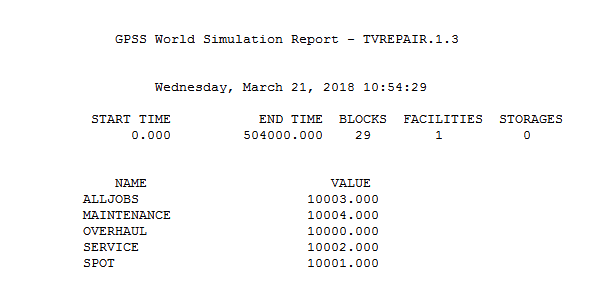 GPSS World Simulation Report - TVREPAIR.1.3
Wednesday, March 21, 2018 10:54:29
START TIME END TIME BLOCKS FACILITIES STORAGES
0.000 504000.000 29 1 0
NAME VALUE
ALLJOBS 10003.000
MAINTENANCE 10004.000
OVERHAUL 10000.000
SERVICE 10002.000
SPOT 10001.000